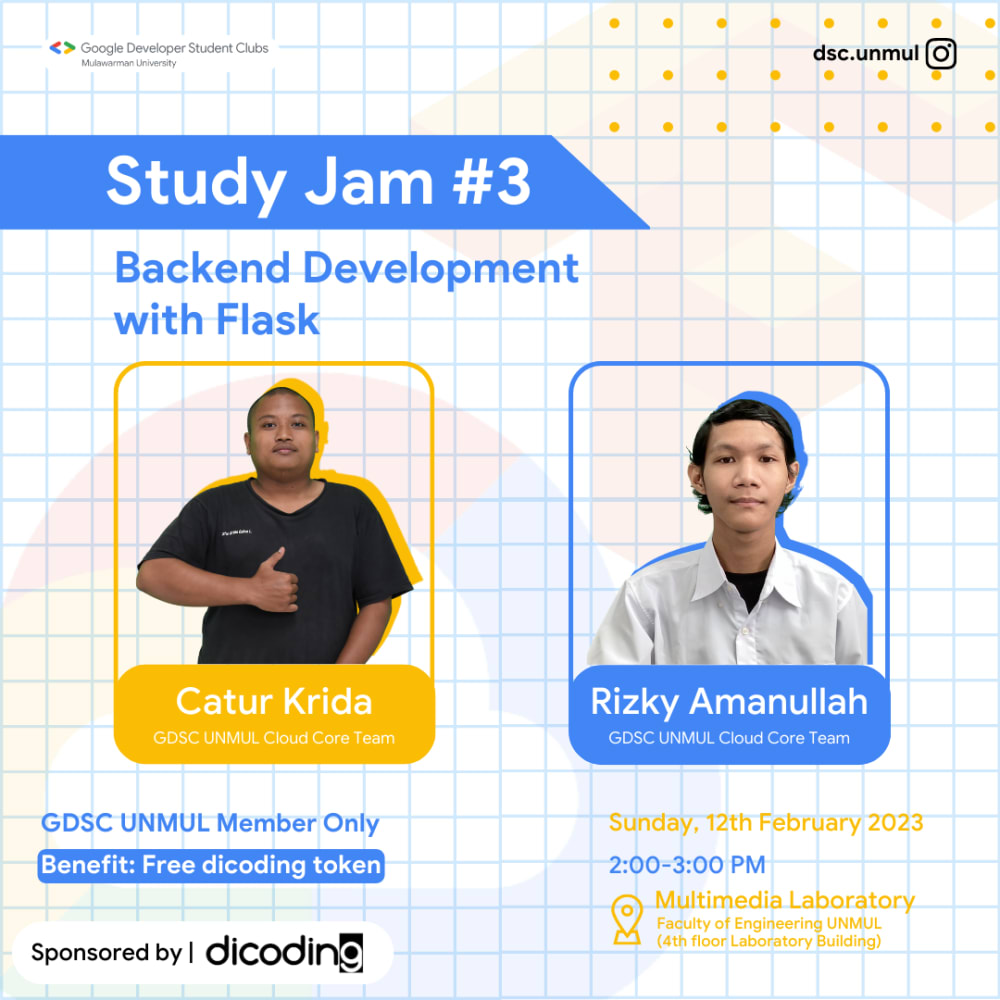 Google Developer Student Clubs
Mulawarman University
dsc.unmul
Study Jam #3
Backend Development
with Flask
Catur Krida
GDSC UNMUL Cloud Core Team
Rizky Amanullah
GDSC UNMUL Cloud Core Team
GDSC UNMUL Member Only
Benefit: Free dicoding token
Sunday, 12th February 2023
2:00-3:00 PM
Multimedia Laboratory
Faculty of Engineering UNMUL
(4th floor Laboratory Building)
Sponsored by | dicoding